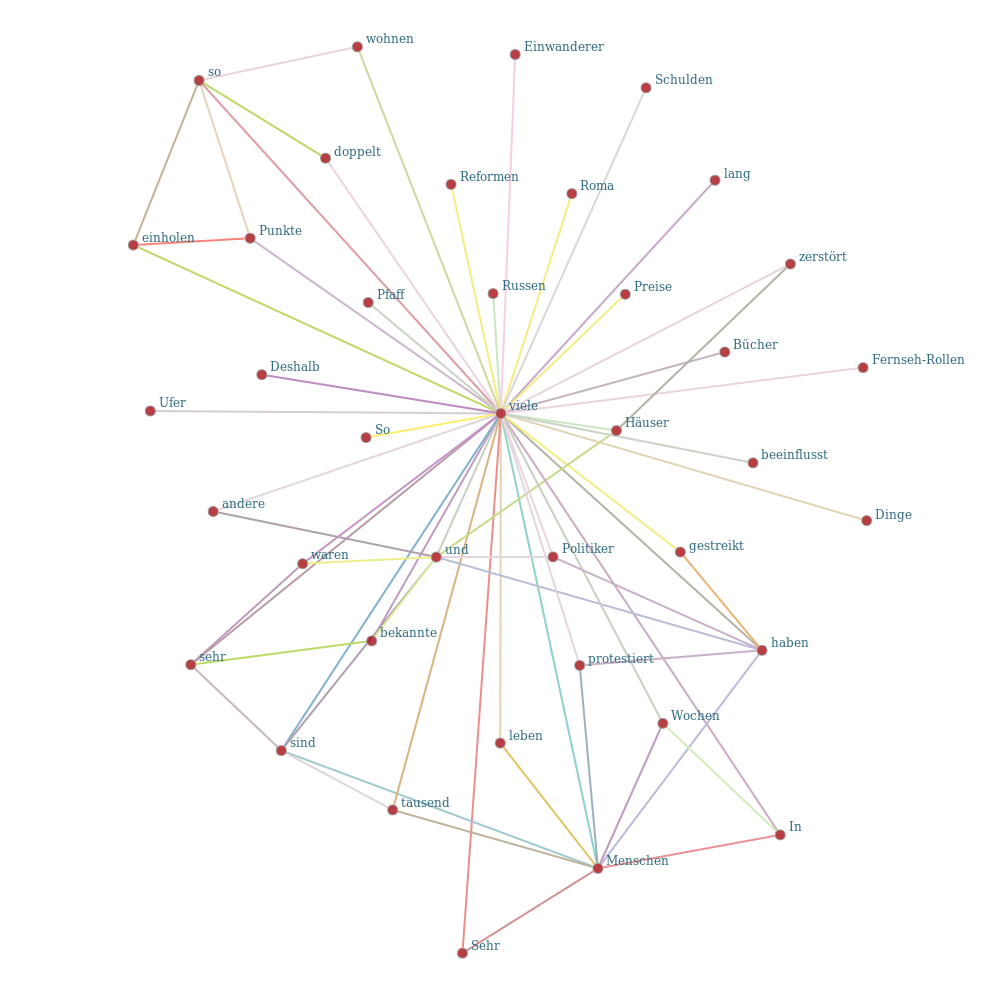 wohnen
Einwanderer
so
Schulden
doppelt
Reformen
lang
Roma
Punkte
einholen
zerstört
Russen
Preise
Pfaff
Bücher
Fernseh-Rollen
Deshalb
Ufer
viele
Häuser
So
beeinflusst
andere
Dinge
gestreikt
und
Politiker
waren
bekannte
haben
sehr
protestiert
Wochen
leben
sind
tausend
In
Menschen
Sehr